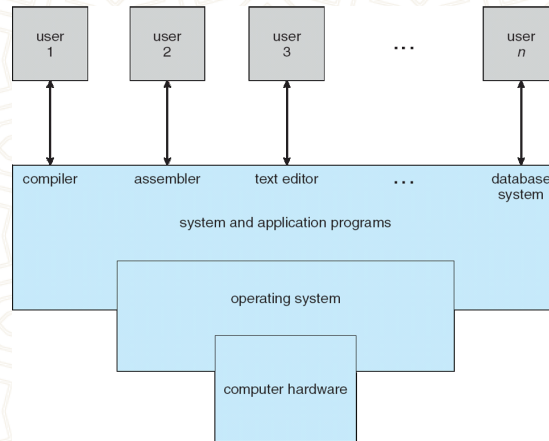 user
1
user
2
user
3
...
user
n
compiler
assembler
text editor
...
database
system
system and application programs
operating system
computer hardware